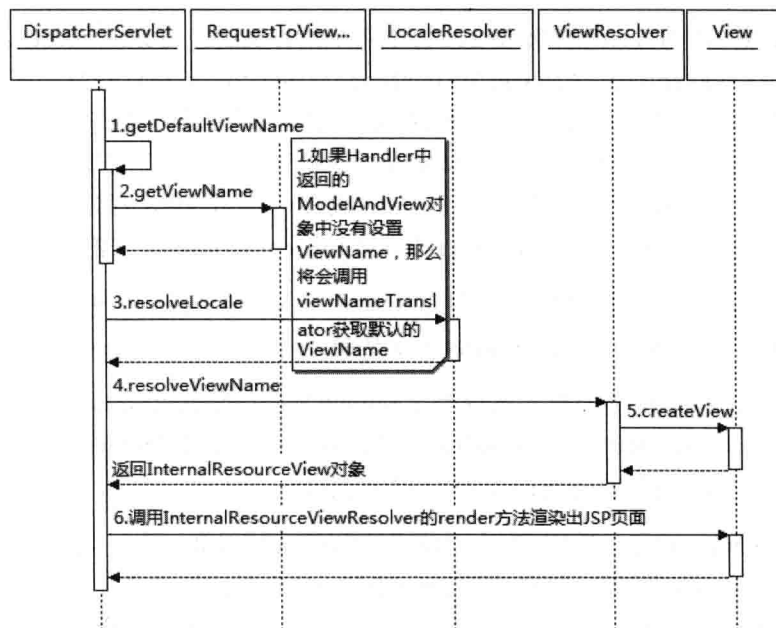 DispatcherServlet
RequestToView...
LocaleResolver
ViewResolver
View
1.getDefaultViewName
2.getViewName
1.如果Handler中
返回的
ModelAndView对
象中没有设置
ViewName，那么
将会调用
viewNameTransl
ator获取默认的
ViewName
3.resolveLocale
4.resolveViewName
5.createView
返回InternalResourceView对象
6.调用InternalResourceViewResolver的render方法渲染出JSP页面